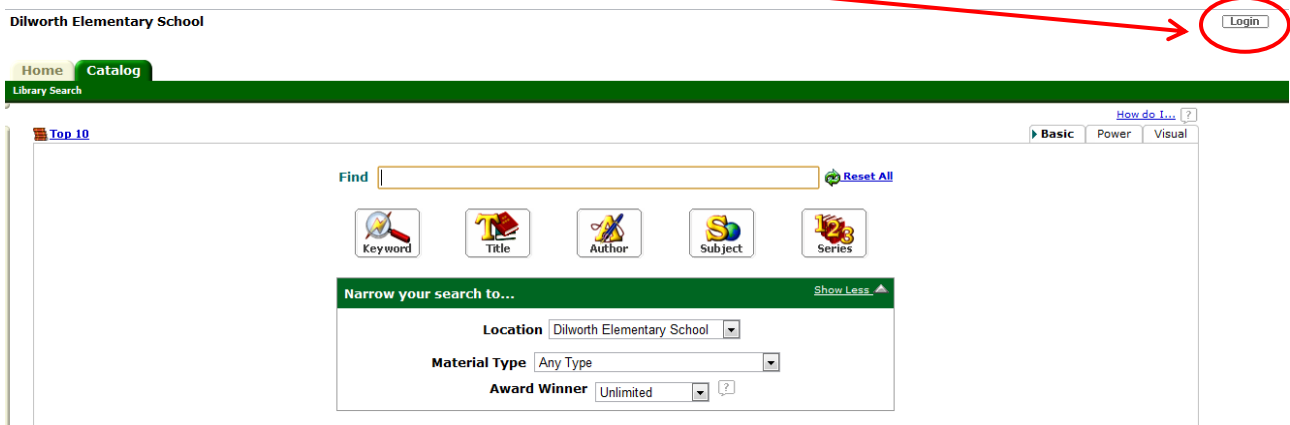 Dilworth Elementary School
Login
Home Catalog
Library Search
How do I... ?
Top 10
Basic Power Visual
Find Reset All
Keyword Title Author Subject Series
Narrow your search to... Show Less
Location Dilworth Elementary School
Material Type Any Type
Award Winner Unlimited ?